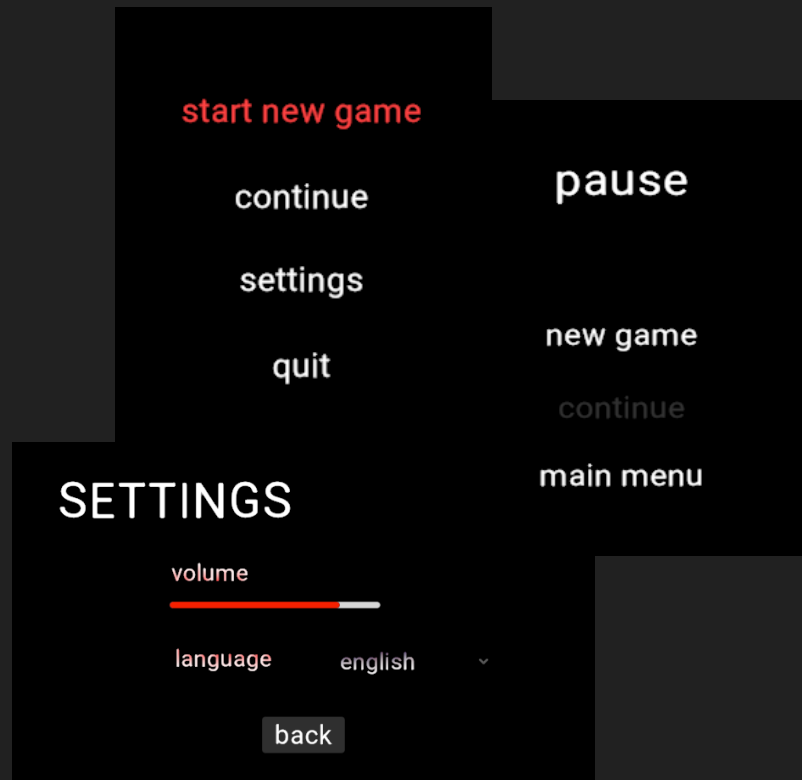 start new game
continue
settings
quit
pause
new game
continue
main menu
SETTINGS
volume
language english
back